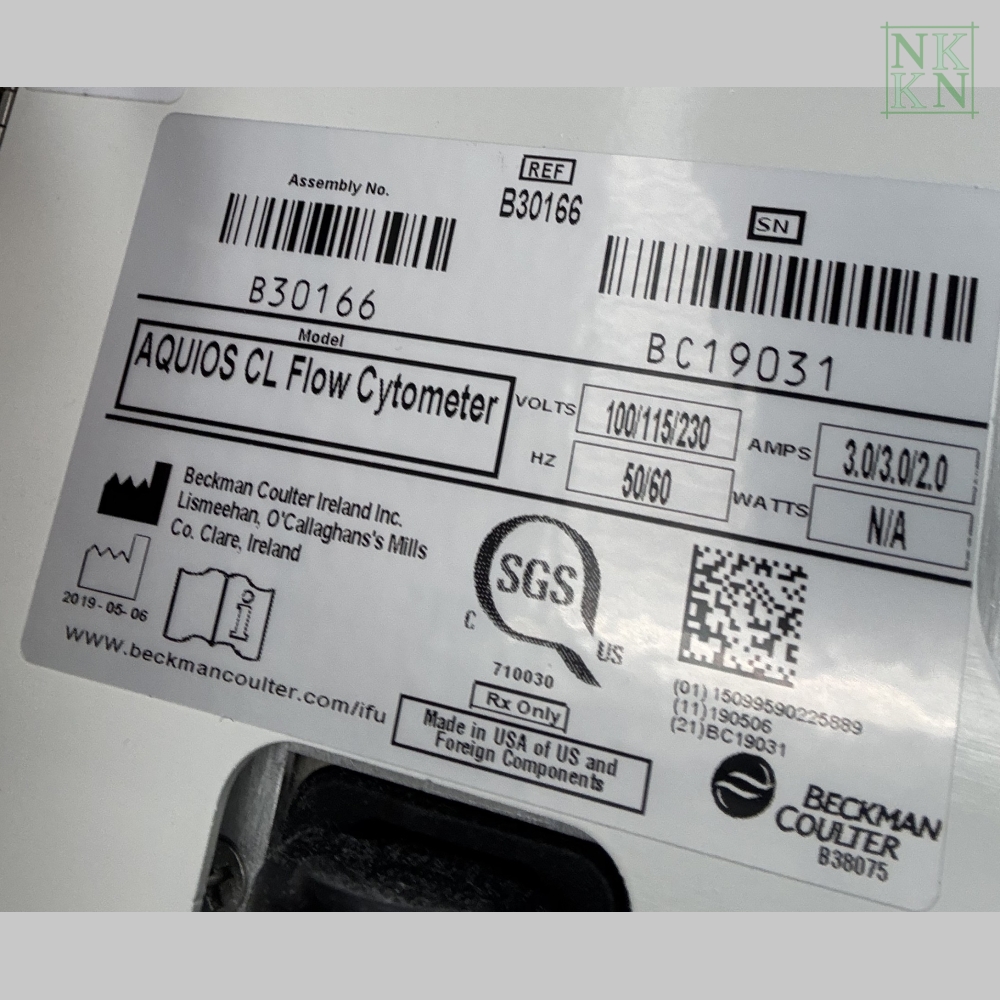 NK
KN
Assembly No.
B30166
REF
B30166
SN
BC19031
Model
AQUIOS CL Flow Cytometer
VOLTS 100/115/230 AMPS 3.0/3.0/2.0
HZ 50/60 WATTS N/A
Beckman Coulter Ireland Inc.
Lismeehan, O'Callaghans's Mills
Co. Clare, Ireland
2019-05-06
i
www.beckmancoulter.com/ifu
SGS
C US
710030
Rx Only
Made in USA of US and
Foreign Components
(01)15099590225889
(11)190506
(21)BC19031
BECKMAN
COULTER
B38075